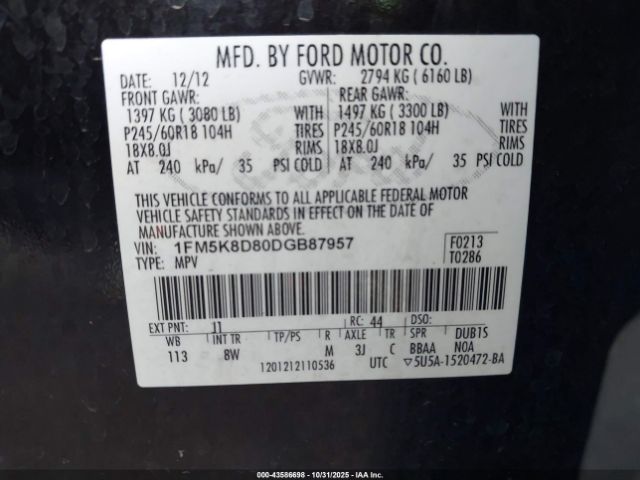 MFD. BY FORD MOTOR CO.
DATE: 12/12 GVWR: 2794 KG ( 6160 LB)
FRONT GAWR: REAR GAWR:
1397 KG ( 3080 LB) WITH 1497 KG ( 3300 LB) WITH
P245/60R18 104H TIRES P245/60R18 104H TIRES
18X8.0J RIMS 18X8.0J RIMS
AT 240 kPa/ 35 PSI COLD AT 240 kPa/ 35 PSI COLD
THIS VEHICLE CONFORMS TO ALL APPLICABLE FEDERAL MOTOR
VEHICLE SAFETY STANDARDS IN EFFECT ON THE DATE OF
MANUFACTURE SHOWN ABOVE.
VIN: 1FM5K8D80DGB87957 F0213
TYPE: MPV T0286
EXT PNT: JJ RC: 44 DSO:
WB INT TR TP/PS R AXLE TR SPR DUB1S
113 8W M 3J C BBAA N0A
1201212110536 UTC ▽5U5A-1520472-BA
000-43586698 - 10/31/2025 - IAA Inc.